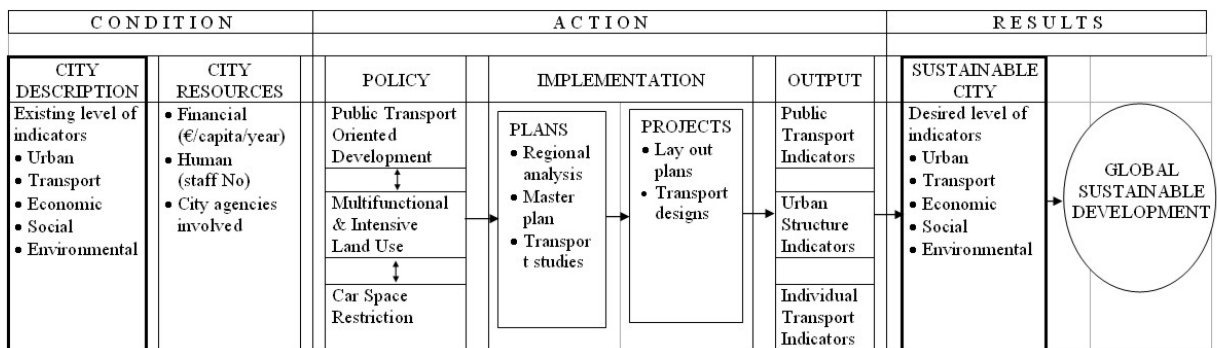 CONDITION
ACTION
RESULTS
CITY
DESCRIPTION
Existing level of
indicators
• Urban
• Transport
• Economic
• Social
• Environmental
CITY
RESOURCES
• Financial
(€/capita/year)
• Human
(staff No)
• City agencies
involved
POLICY
Public Transport
Oriented
Development
Multifunctional
& Intensive
Land Use
Car Space
Restriction
IMPLEMENTATION
PLANS
• Regional
analysis
• Master
plan
• Transpor
t studies
PROJECTS
• Lay out
plans
• Transport
designs
OUTPUT
Public
Transport
Indicators
Urban
Structure
Indicators
Individual
Transport
Indicators
SUSTAINABLE
CITY
Desired level of
indicators
• Urban
• Transport
• Economic
• Social
• Environmental
GLOBAL
SUSTAINABLE
DEVELOPMENT